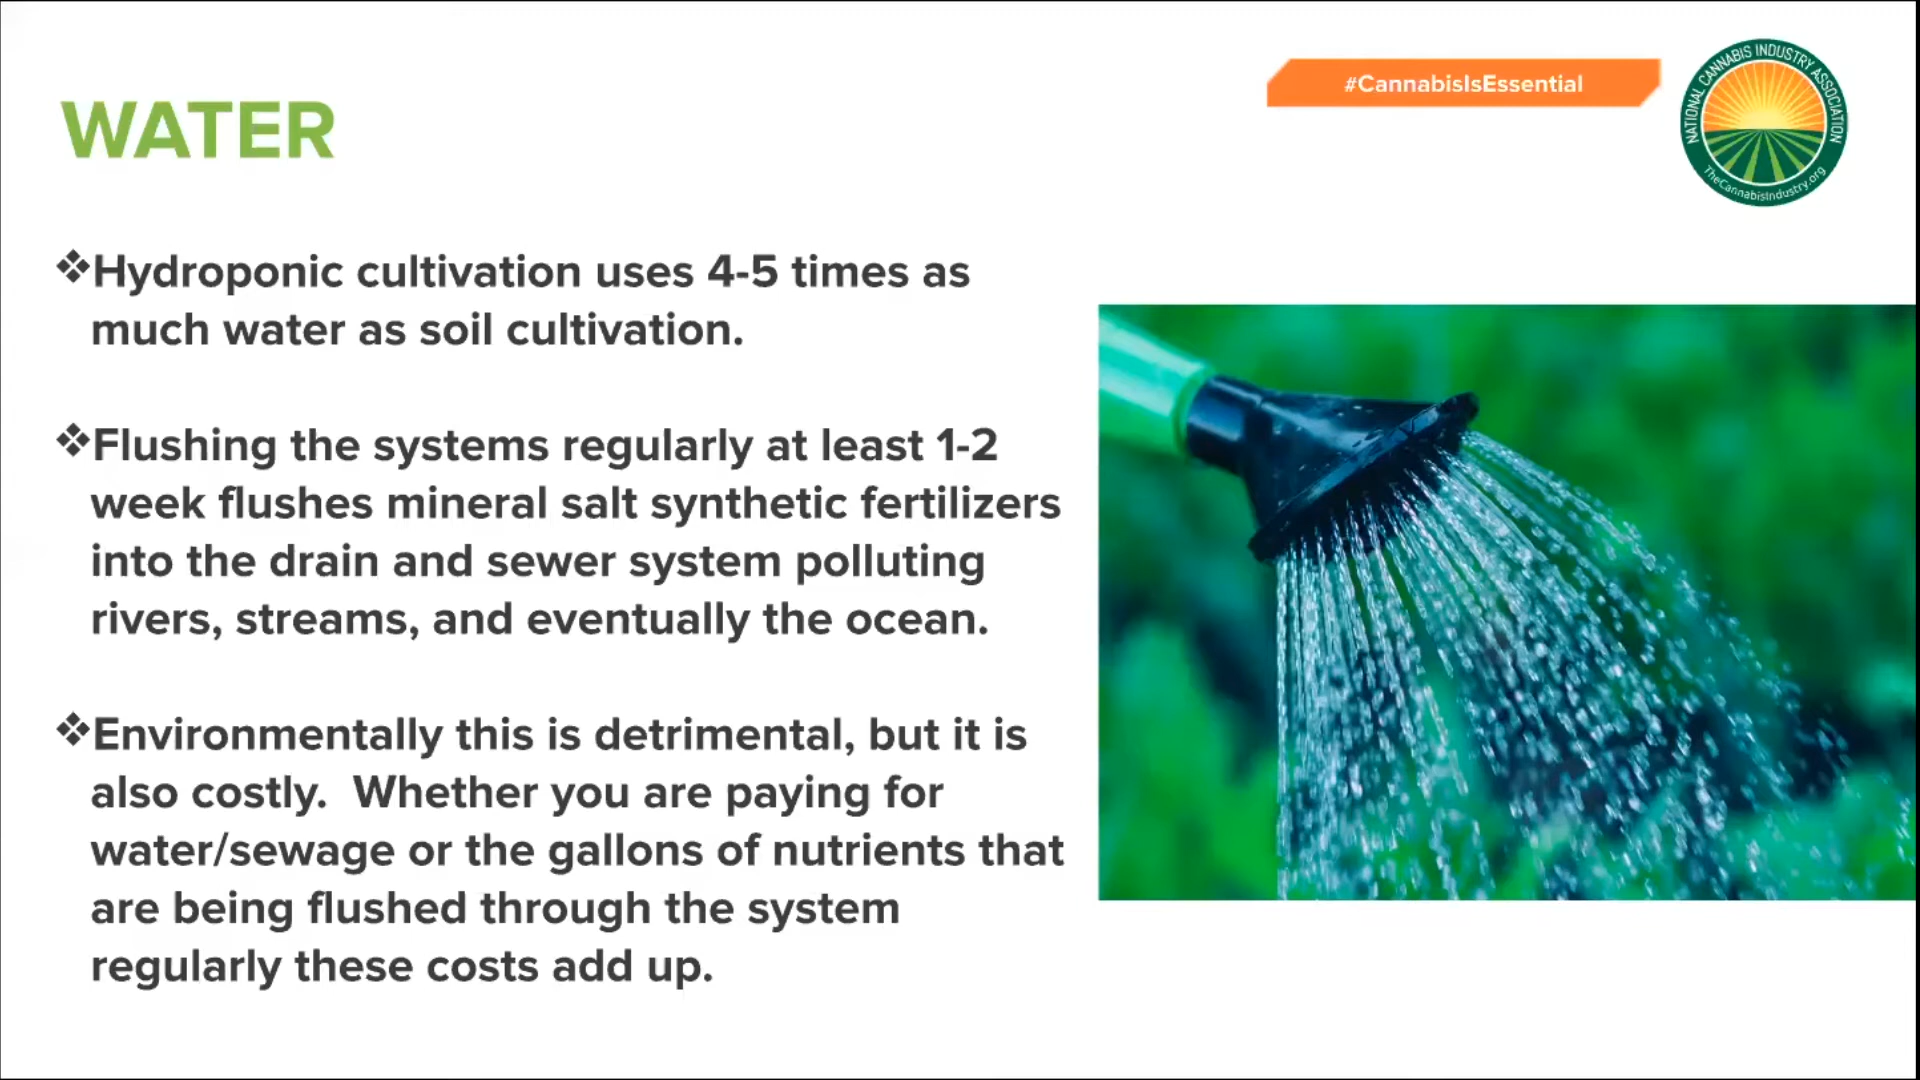 #CannabisIsEssential
NATIONAL CANNABIS INDUSTRY ASSOCIATION
TheCannabisIndustry.org
WATER
❖Hydroponic cultivation uses 4-5 times as
much water as soil cultivation.
❖Flushing the systems regularly at least 1-2
week flushes mineral salt synthetic fertilizers
into the drain and sewer system polluting
rivers, streams, and eventually the ocean.
❖Environmentally this is detrimental, but it is
also costly.  Whether you are paying for
water/sewage or the gallons of nutrients that
are being flushed through the system
regularly these costs add up.